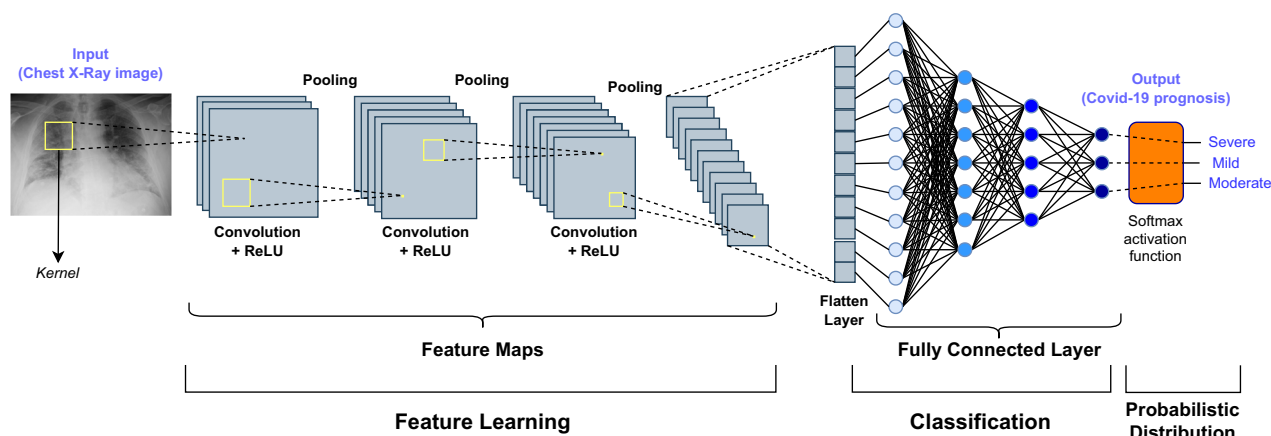 Input
(Chest X-Ray image)
Kernel
Pooling
Pooling
Pooling
Convolution
+ ReLU
Convolution
+ ReLU
Convolution
+ ReLU
Flatten
Layer
Output
(Covid-19 prognosis)
Severe
Mild
Moderate
Softmax
activation
function
Feature Maps
Fully Connected Layer
Feature Learning
Classification
Probabilistic
Distribution